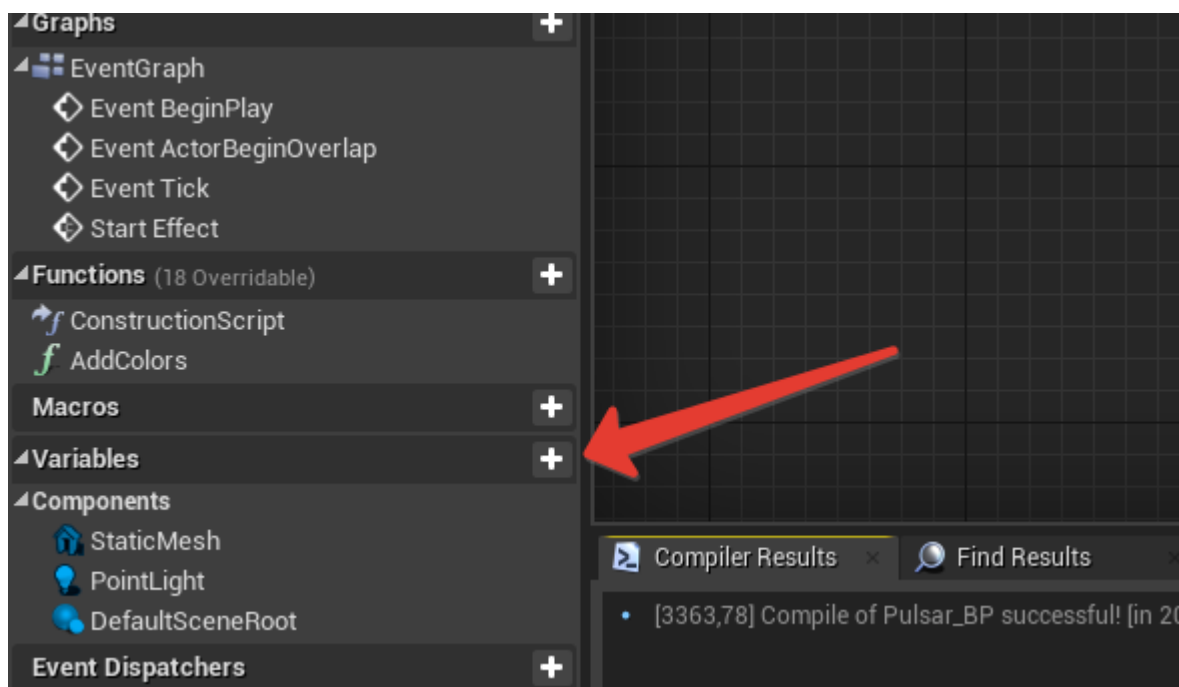 Graphs
EventGraph
Event BeginPlay
Event ActorBeginOverlap
Event Tick
Start Effect
Functions (18 Overridable)
ConstructionScript
AddColors
Macros
Variables
Components
StaticMesh
PointLight
DefaultSceneRoot
Event Dispatchers
Compiler Results
Find Results
[3363,78] Compile of Pulsar_BP successful! [in 20